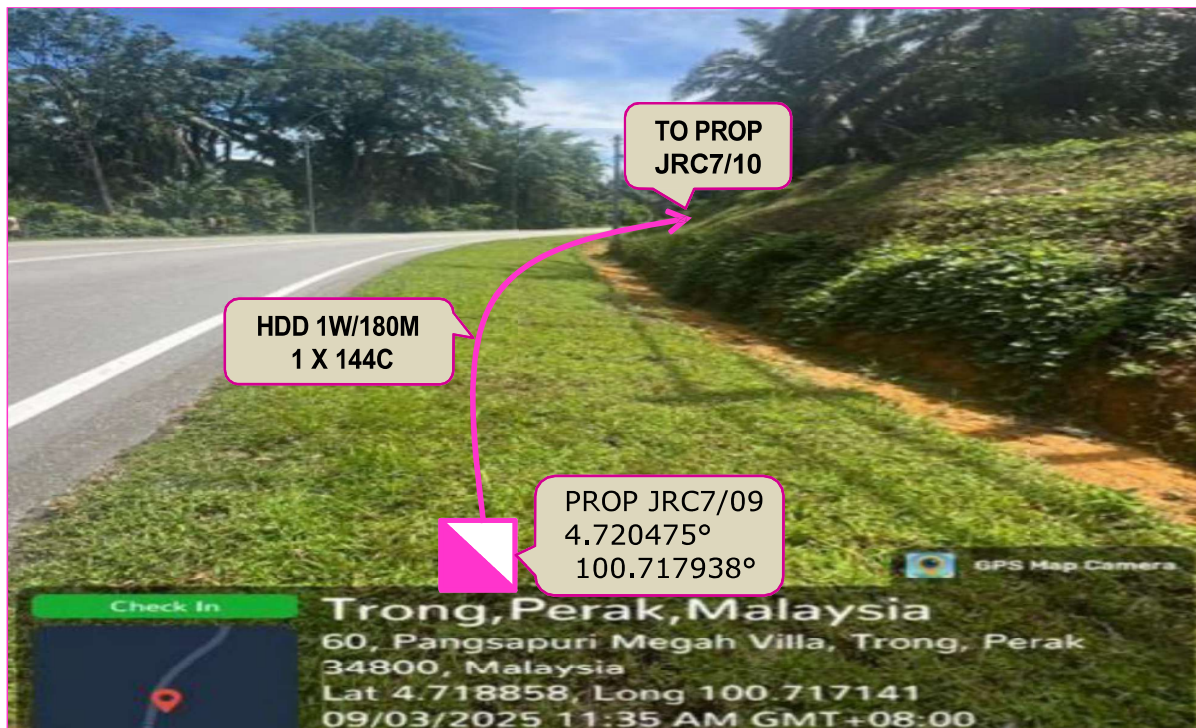 TO PROP
JRC7/10
HDD 1W/180M
1 X 144C
PROP JRC7/09
4.720475°
100.717938°
GPS Map Camera
Check In
Trong,Perak,Malaysia
60, Pangsapuri Megah Villa, Trong, Perak
34800, Malaysia
Lat 4.718858, Long 100.717141
09/03/2025 11:35 AM GMT+08:00